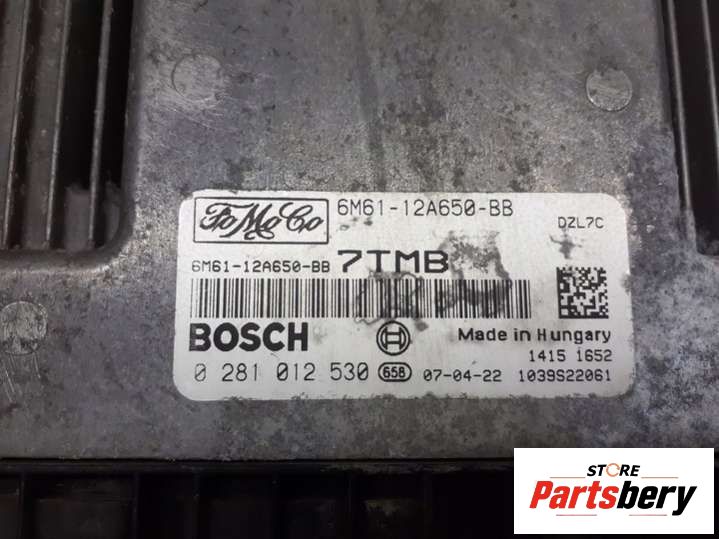 FoMoCo 6M61-12A650-BB
DZL7C
6M61-12A650-BB 7TMB
BOSCH Made in Hungary
1415 1652
0 281 012 530 658 07-04-22 1039S22061
STORE
Partsbery